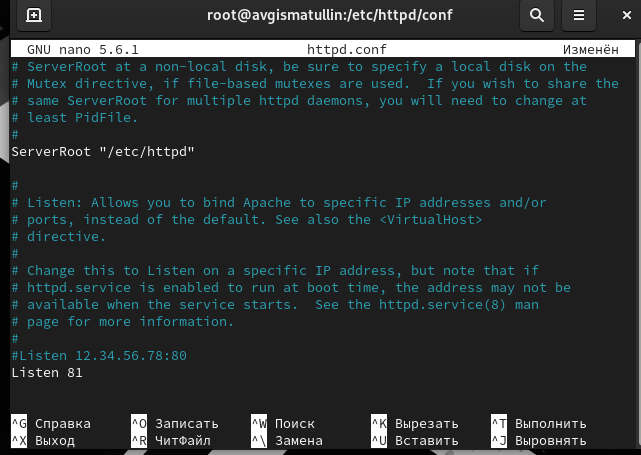 root@avgismatullin:/etc/httpd/conf
GNU nano 5.6.1 httpd.conf Изменён
# ServerRoot at a non-local disk, be sure to specify a local disk on the
# Mutex directive, if file-based mutexes are used.  If you wish to share the
# same ServerRoot for multiple httpd daemons, you will need to change at
# least PidFile.
#
ServerRoot "/etc/httpd"
#
# Listen: Allows you to bind Apache to specific IP addresses and/or
# ports, instead of the default. See also the <VirtualHost>
# directive.
#
# Change this to Listen on a specific IP address, but note that if
# httpd.service is enabled to run at boot time, the address may not be
# available when the service starts.  See the httpd.service(8) man
# page for more information.
#
#Listen 12.34.56.78:80
Listen 81
^G Справка ^O Записать ^W Поиск ^K Вырезать ^T Выполнить
^X Выход ^R ЧитФайл ^\ Замена ^U Вставить ^J Выровнять